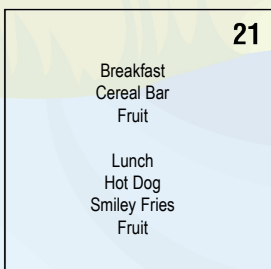 21
Breakfast
Cereal Bar
Fruit
Lunch
Hot Dog
Smiley Fries
Fruit